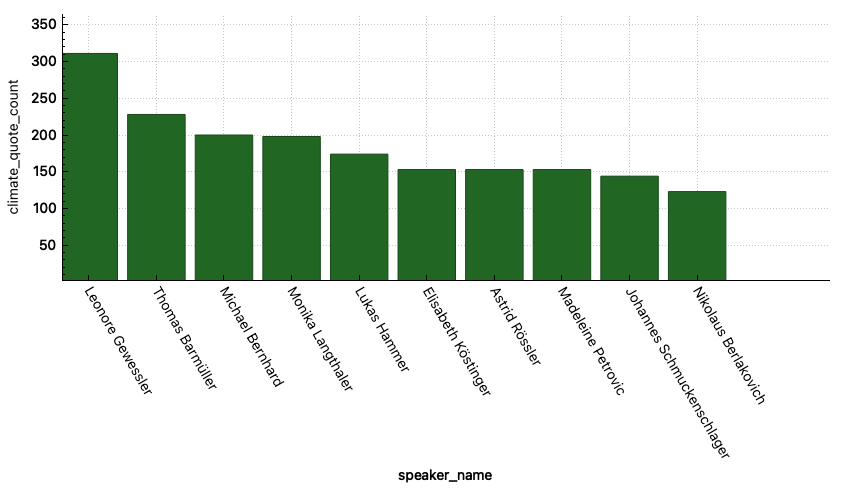 climate_quote_count
350
300
250
200
150
100
50
Leonore Gewessler
Thomas Barmüller
Michael Bernhard
Monika Langthaler
Lukas Hammer
Elisabeth Köstinger
Astrid Rössler
Madeleine Petrovic
Johannes Schmuckenschlager
Nikolaus Berlakovich
speaker_name